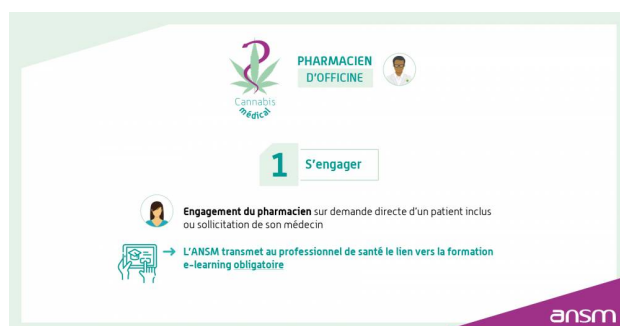 PHARMACIEN
D'OFFICINE
Cannabis
médical
1 S'engager
Engagement du pharmacien sur demande directe d'un patient inclus
ou sollicitation de son médecin
L'ANSM transmet au professionnel de santé le lien vers la formation
e-learning obligatoire
ansm